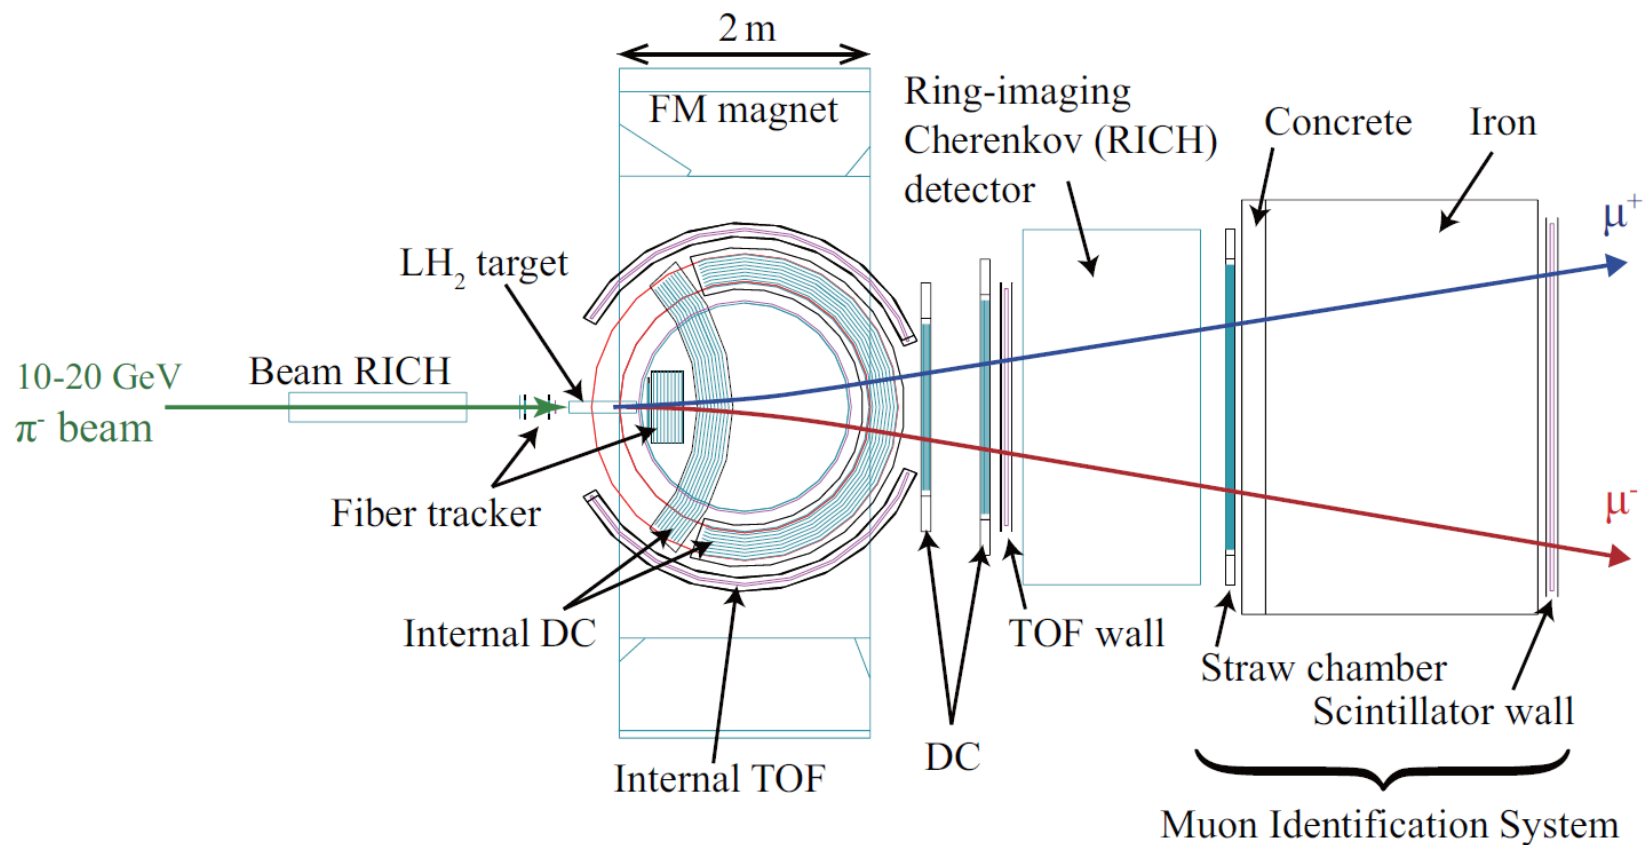 2 m
FM magnet
Ring-imaging
Cherenkov (RICH)
detector
Concrete
Iron
μ⁺
LH₂ target
Beam RICH
10-20 GeV
π⁻ beam
Fiber tracker
μ⁻
Internal DC
TOF wall
Straw chamber
Scintillator wall
DC
Internal TOF
Muon Identification System